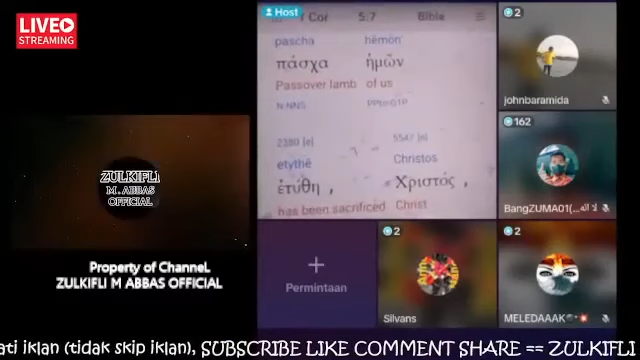 LIVE
STREAMING
Host
1 Cor 5:7 Bible
pascha hēmōn
πάσχα ἡμῶν
Passover lamb of us
N-NNS PPro-G1P
2380 [e] 5547 [e]
etythē Christos
ἐτύθη , Χριστός ,
has been sacrificed Christ
2
johnbaramida
162
BangZUMA01(...
2
Silvans
2
MELEDAAAK
Permintaan
ZULKIFLI
M. ABBAS
OFFICIAL
Property of Channel
ZULKIFLI M ABBAS OFFICIAL
ati iklan (tidak skip iklan), SUBSCRIBE LIKE COMMENT SHARE == ZULKIFLI